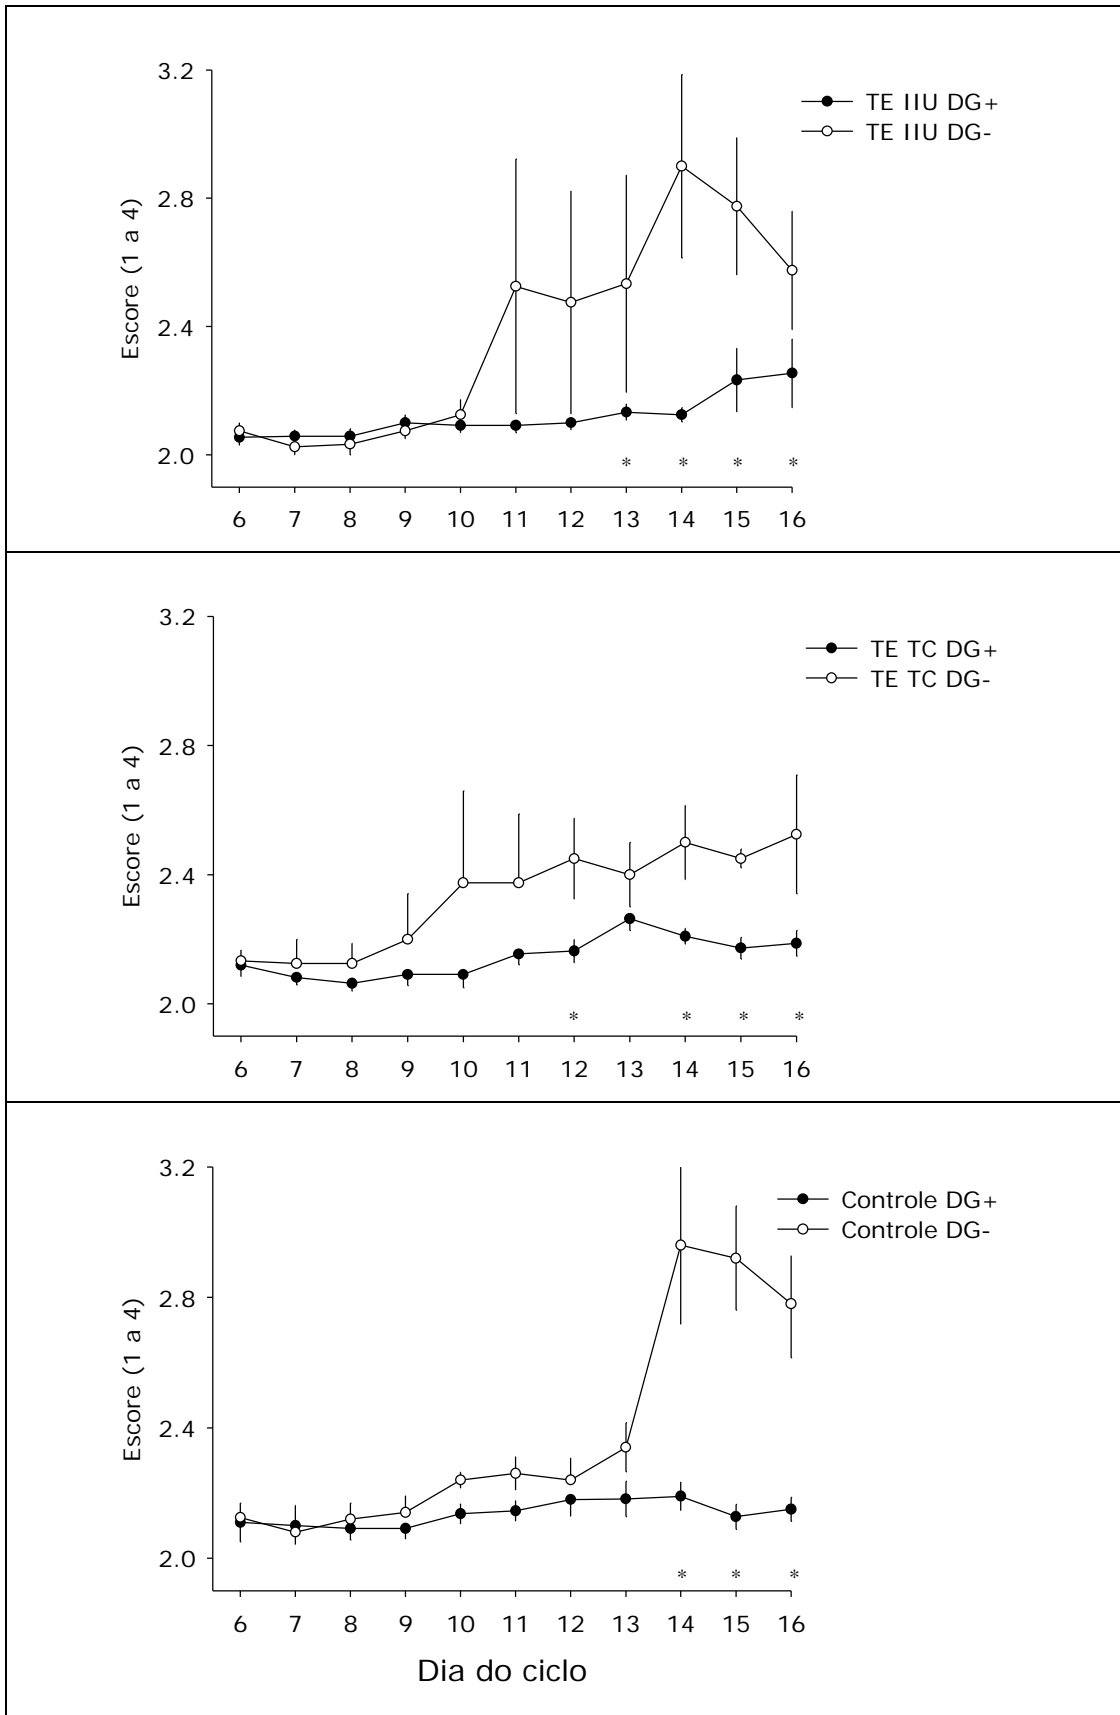 3.2
TE IIU DG+
TE IIU DG-
2.8
Escore (1 a 4)
2.4
2.0
* * * *
6 7 8 9 10 11 12 13 14 15 16
3.2
TE TC DG+
TE TC DG-
2.8
Escore (1 a 4)
2.4
2.0
* * * *
6 7 8 9 10 11 12 13 14 15 16
3.2
Controle DG+
Controle DG-
2.8
Escore (1 a 4)
2.4
2.0
* * *
6 7 8 9 10 11 12 13 14 15 16
Dia do ciclo